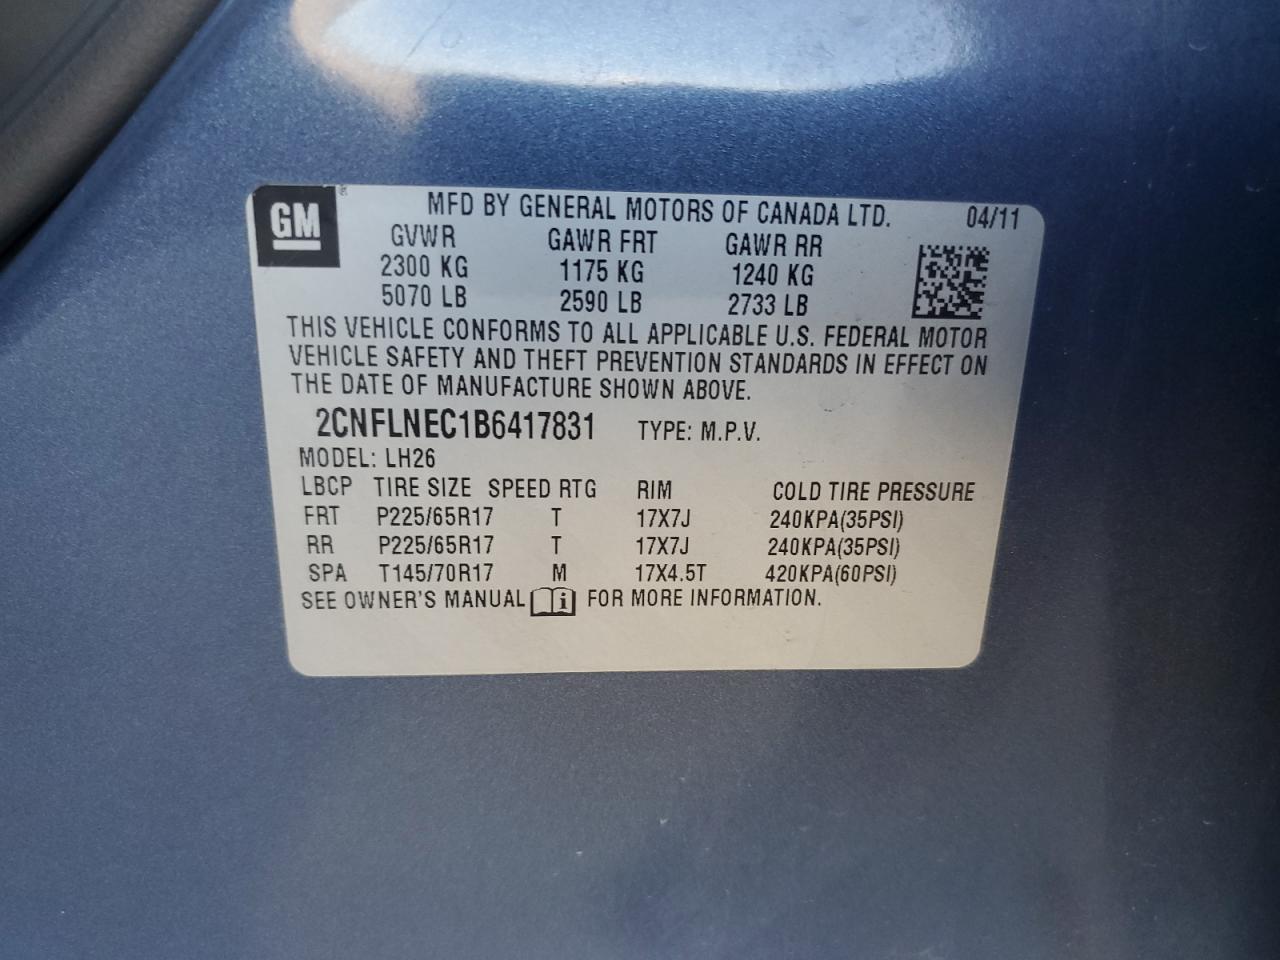 GM
MFD BY GENERAL MOTORS OF CANADA LTD. 04/11
GVWR GAWR FRT GAWR RR
2300 KG 1175 KG 1240 KG
5070 LB 2590 LB 2733 LB
THIS VEHICLE CONFORMS TO ALL APPLICABLE U.S. FEDERAL MOTOR
VEHICLE SAFETY AND THEFT PREVENTION STANDARDS IN EFFECT ON
THE DATE OF MANUFACTURE SHOWN ABOVE.
2CNFLNEC1B6417831 TYPE: M.P.V.
MODEL: LH26
LBCP TIRE SIZE SPEED RTG RIM COLD TIRE PRESSURE
FRT P225/65R17 T 17X7J 240KPA(35PSI)
RR P225/65R17 T 17X7J 240KPA(35PSI)
SPA T145/70R17 M 17X4.5T 420KPA(60PSI)
SEE OWNER'S MANUAL i FOR MORE INFORMATION.